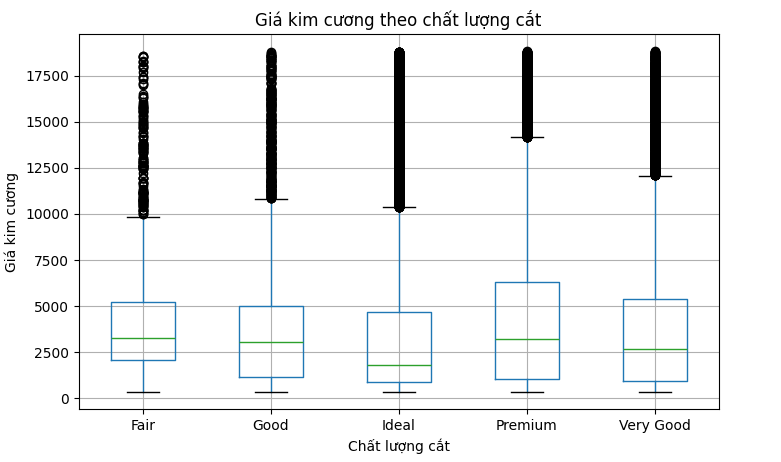 Giá kim cương theo chất lượng cắt
Giá kim cương
17500
15000
12500
10000
7500
5000
2500
0
Fair Good Ideal Premium Very Good
Chất lượng cắt